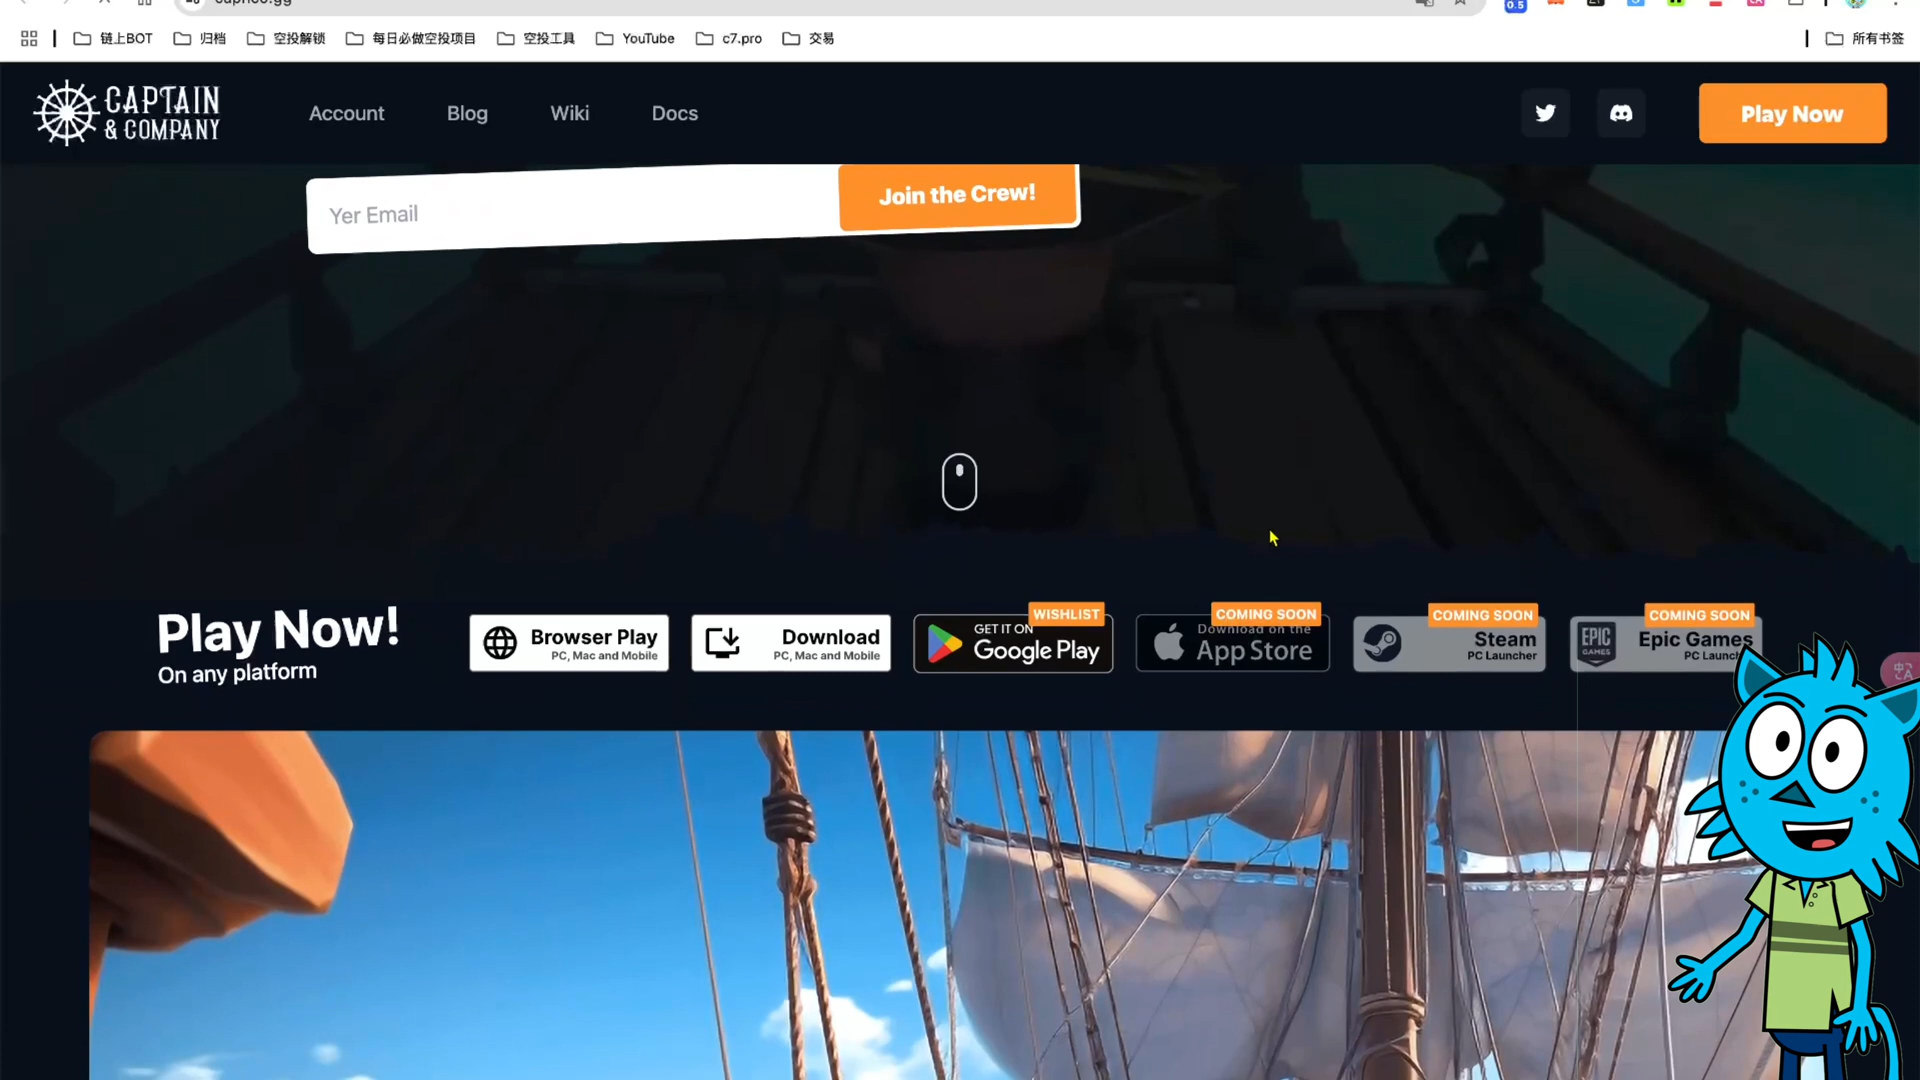 链上BOT
归档
空投解锁
每日必做空投项目
空投工具
YouTube
c7.pro
交易
所有书签
0.5
CAPTAIN
& COMPANY
Account
Blog
Wiki
Docs
Play Now
Yer Email
Join the Crew!
Play Now!
On any platform
Browser Play
PC, Mac and Mobile
Download
PC, Mac and Mobile
WISHLIST
GET IT ON
Google Play
COMING SOON
Download on the
App Store
COMING SOON
Steam
PC Launcher
COMING SOON
EPIC
GAMES
Epic Games
PC